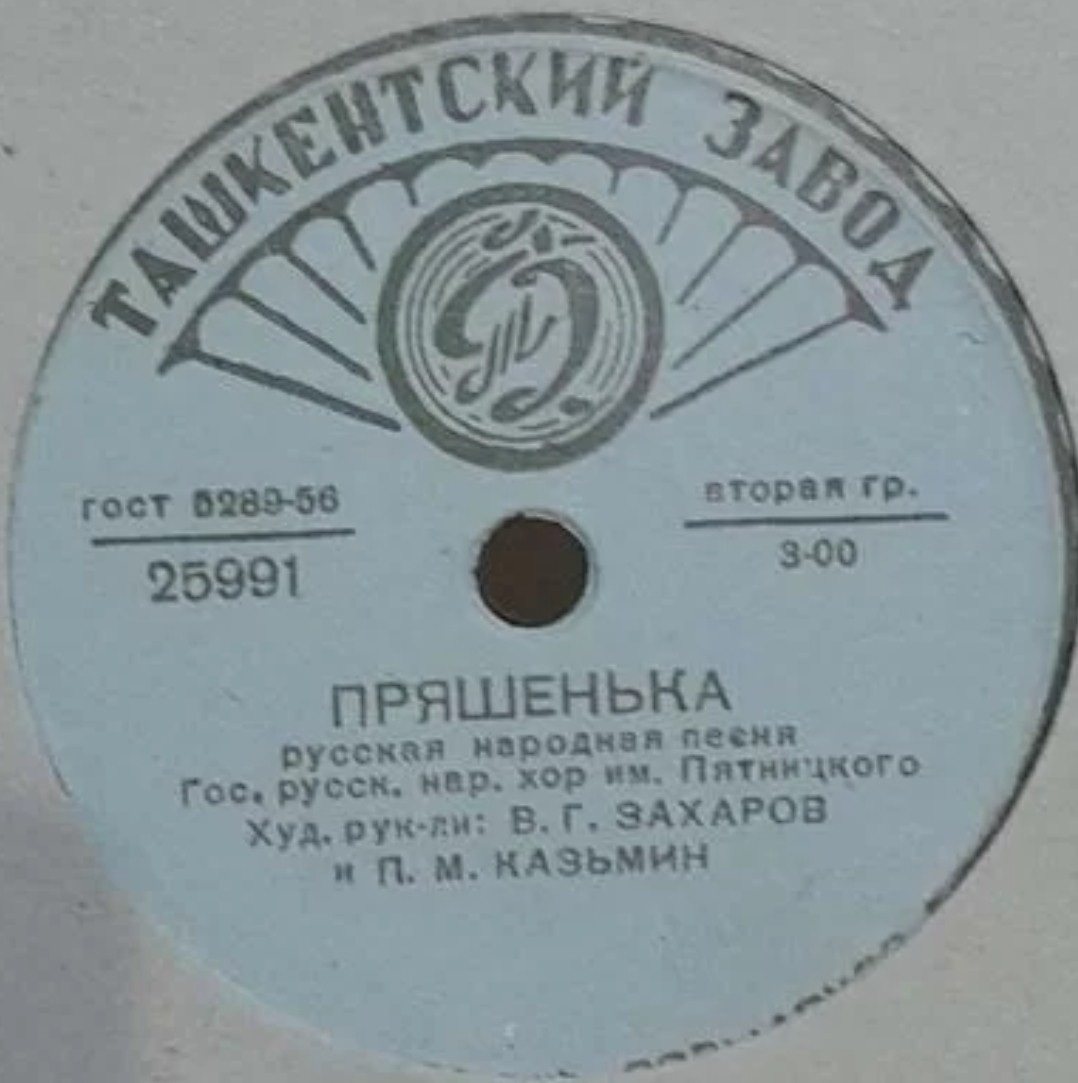 ТАШКЕНТСКИЙ ЗАВОД
гост 5289-56
25991
вторая гр.
3-00
ПРЯШЕНЬКА
русская народная песня
Гос. русск. нар. хор им. Пятницкого
Худ. рук-ли: В. Г. ЗАХАРОВ
и П. М. КАЗЬМИН